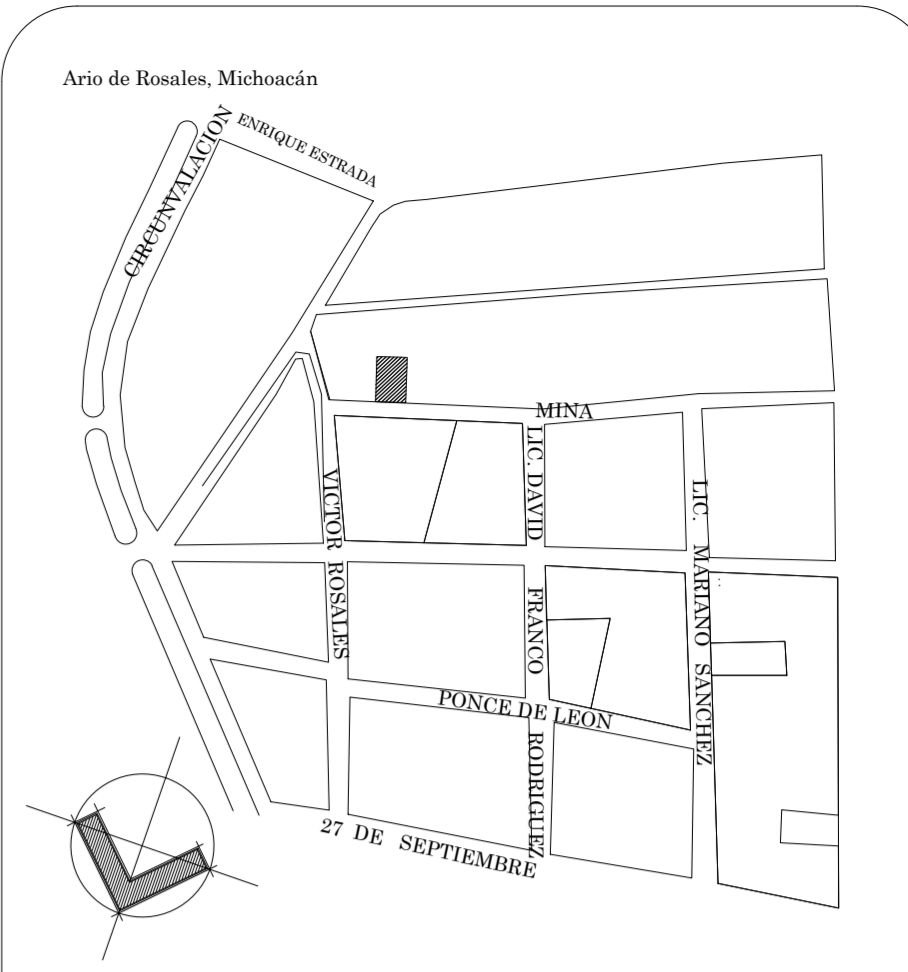 Ario de Rosales, Michoacán
ENRIQUE ESTRADA
CIRCUNVALACION
MINA
LIC. DAVID FRANCO RODRIGUEZ
VICTOR ROSALES
LIC. MARIANO SANCHEZ
PONCE DE LEON
27 DE SEPTIEMBRE